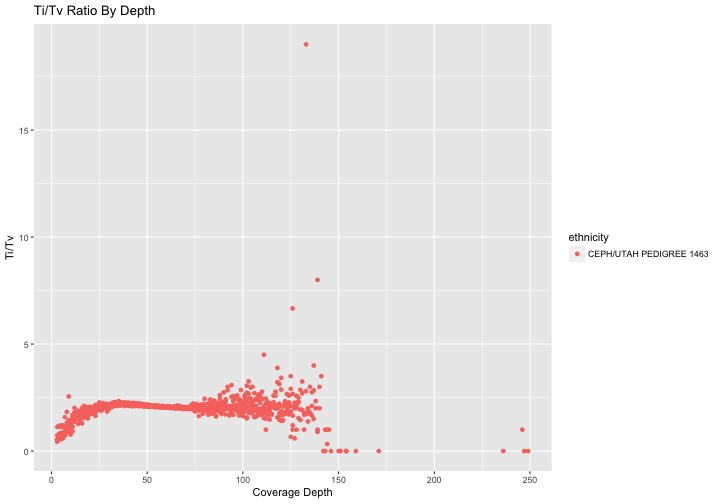 Ti/Tv Ratio By Depth
15
10
5
0
Ti/Tv
0 50 100 150 200 250
Coverage Depth
ethnicity
CEPH/UTAH PEDIGREE 1463